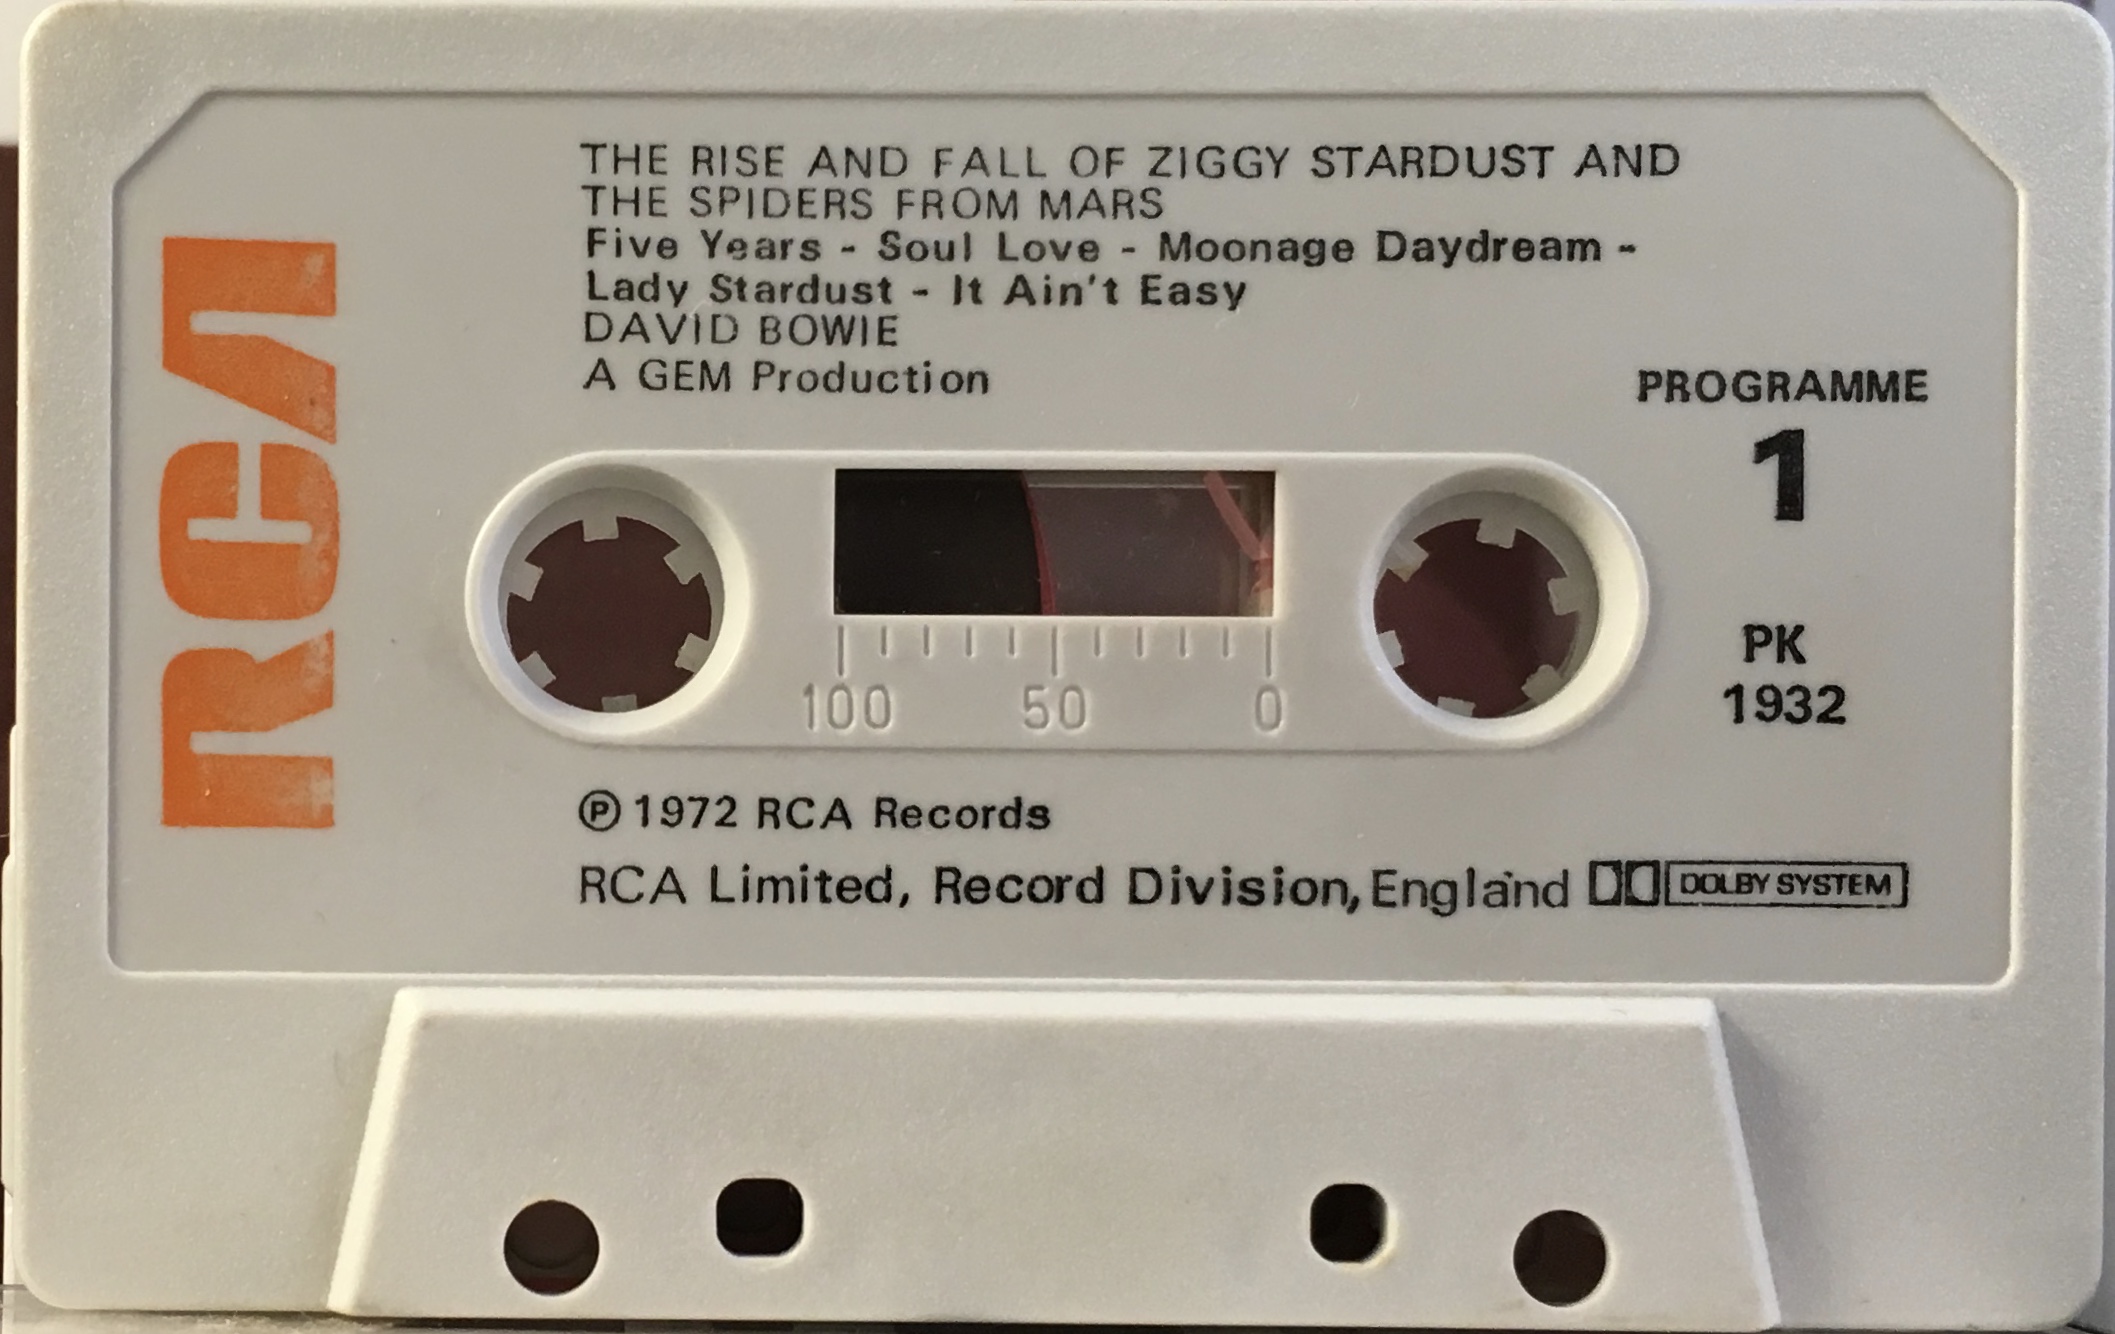 RCA
THE RISE AND FALL OF ZIGGY STARDUST AND
THE SPIDERS FROM MARS
Five Years - Soul Love - Moonage Daydream -
Lady Stardust - It Ain't Easy
DAVID BOWIE
A GEM Production
PROGRAMME
1
PK
1932
100 50 0
℗ 1972 RCA Records
RCA Limited, Record Division, England DOLBY SYSTEM